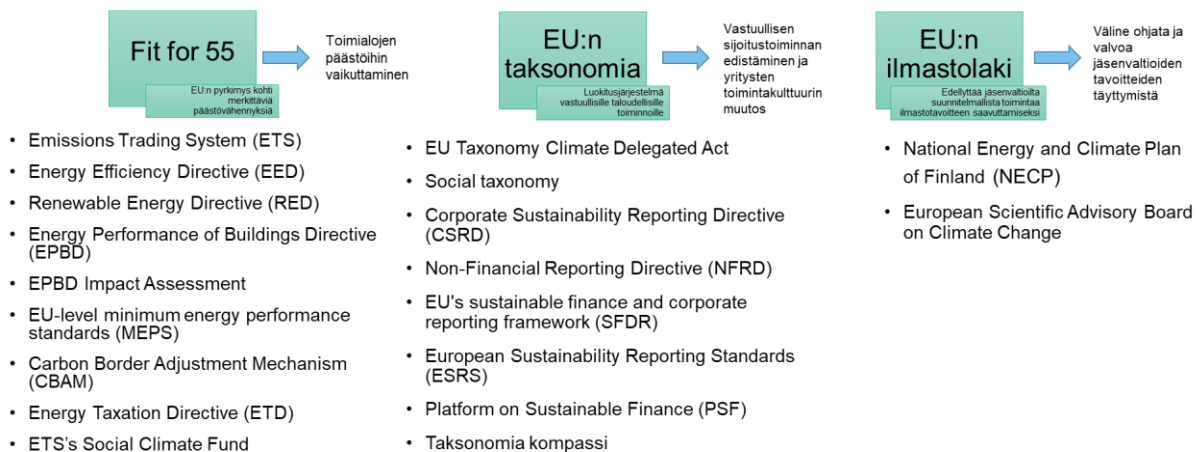 Fit for 55
EU:n pyrkimys kohti
merkittäviä
päästövähennyksiä
Toimialojen
päästöihin
vaikuttaminen
• Emissions Trading System (ETS)
• Energy Efficiency Directive (EED)
• Renewable Energy Directive (RED)
• Energy Performance of Buildings Directive
(EPBD)
• EPBD Impact Assessment
• EU-level minimum energy performance
standards (MEPS)
• Carbon Border Adjustment Mechanism
(CBAM)
• Energy Taxation Directive (ETD)
• ETS's Social Climate Fund
EU:n
taksonomia
Luokitusjärjestelmä
vastuullisille taloudellisille
toiminnoille
Vastuullisen
sijoitustoiminnan
edistäminen ja
yritysten
toimintakulttuurin
muutos
• EU Taxonomy Climate Delegated Act
• Social taxonomy
• Corporate Sustainability Reporting Directive
(CSRD)
• Non-Financial Reporting Directive (NFRD)
• EU's sustainable finance and corporate
reporting framework (SFDR)
• European Sustainability Reporting Standards
(ESRS)
• Platform on Sustainable Finance (PSF)
• Taksonomia kompassi
EU:n
ilmastolaki
Edellyttää jäsenvaltioilta
suunnitelmallista toimintaa
ilmastotavoitteen saavuttamiseksi
Väline ohjata ja
valvoa
jäsenvaltioiden
tavoitteiden
täyttymistä
• National Energy and Climate Plan
of Finland (NECP)
• European Scientific Advisory Board
on Climate Change